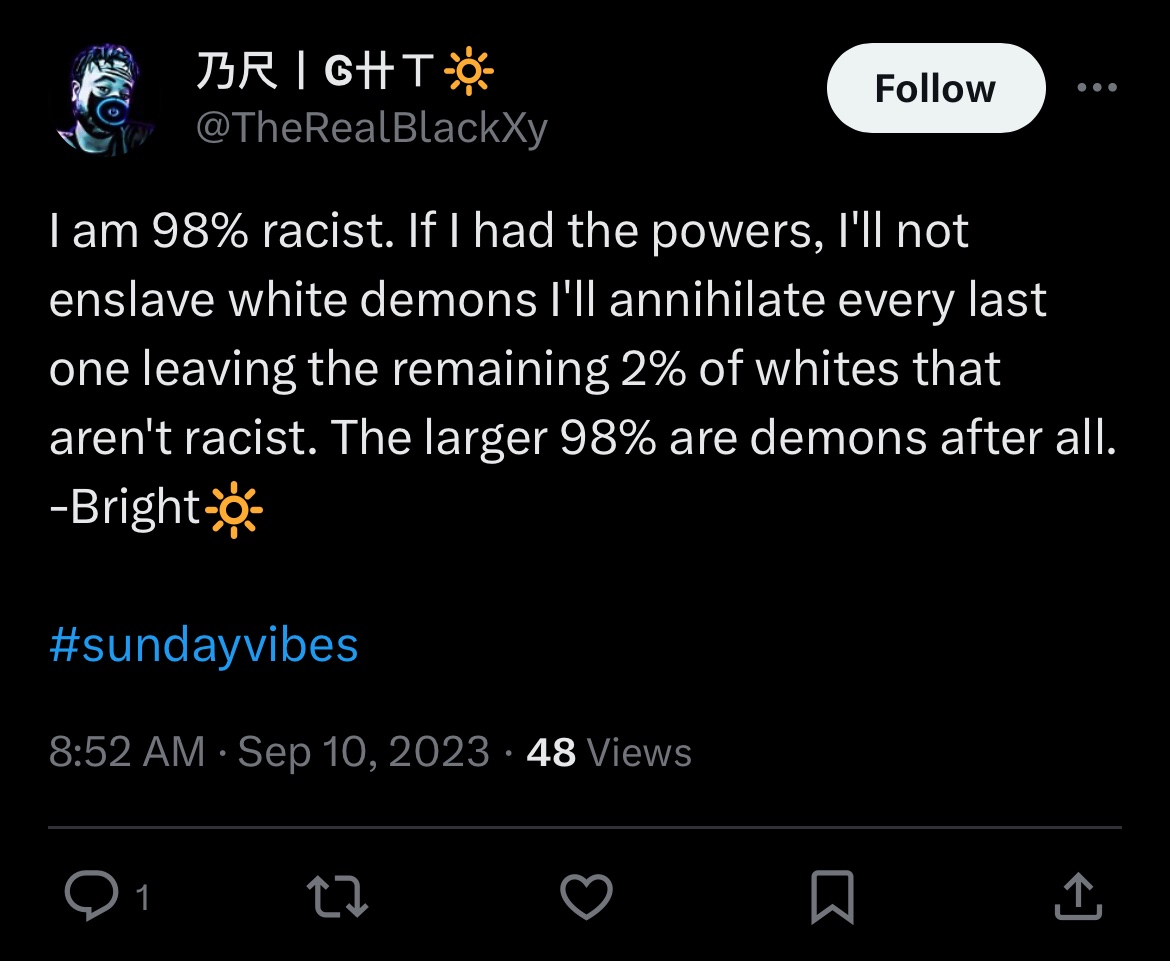 乃尺丨Ꮆ卄ㄒ🔆
@TheRealBlackXy
Follow
I am 98% racist. If I had the powers, I'll not
enslave white demons I'll annihilate every last
one leaving the remaining 2% of whites that
aren't racist. The larger 98% are demons after all.
-Bright🔆
#sundayvibes
8:52 AM · Sep 10, 2023 · 48 Views
1